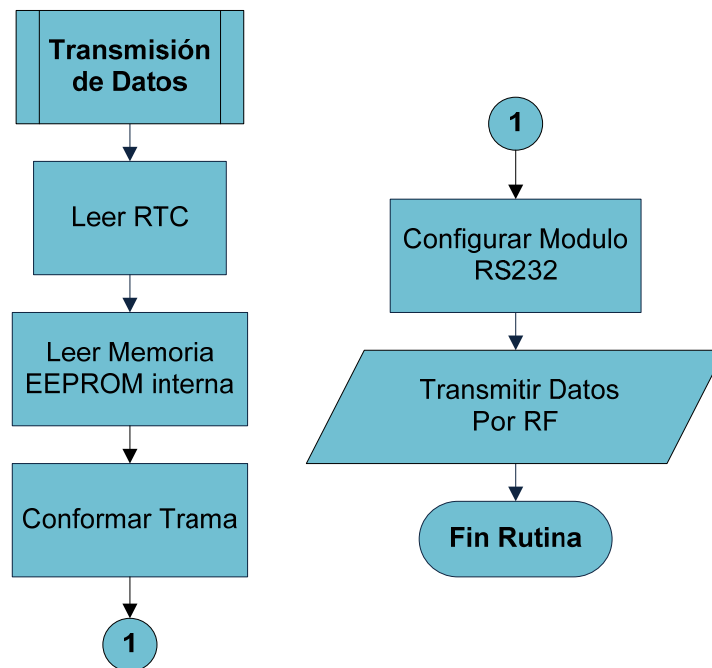 Transmisión
de Datos
Leer RTC
Leer Memoria
EEPROM interna
Conformar Trama
1
1
Configurar Modulo
RS232
Transmitir Datos
Por RF
Fin Rutina